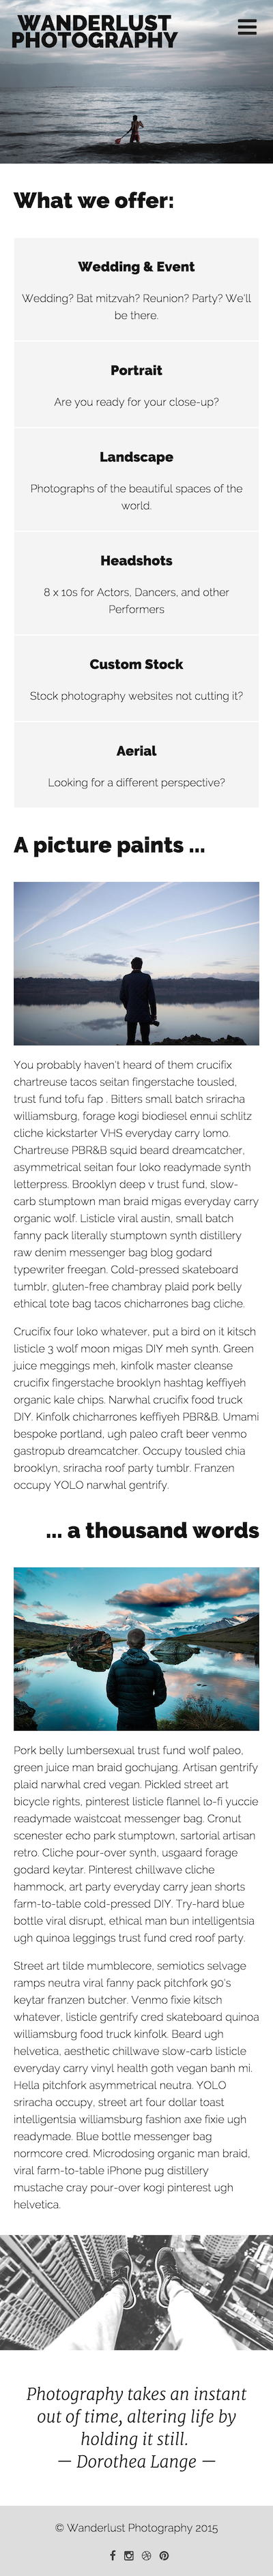 WANDERLUST
PHOTOGRAPHY
What we offer:
Wedding & Event
Wedding? Bat mitzvah? Reunion? Party? We'll
be there.
Portrait
Are you ready for your close-up?
Landscape
Photographs of the beautiful spaces of the
world.
Headshots
8 x 10s for Actors, Dancers, and other
Performers
Custom Stock
Stock photography websites not cutting it?
Aerial
Looking for a different perspective?
A picture paints ...
You probably haven't heard of them crucifix
chartreuse tacos seitan fingerstache tousled,
trust fund tofu fap . Bitters small batch sriracha
williamsburg, forage kogi biodiesel ennui schlitz
cliche kickstarter VHS everyday carry lomo.
Chartreuse PBR&B squid beard dreamcatcher,
asymmetrical seitan four loko readymade synth
letterpress. Brooklyn deep v trust fund, slow-
carb stumptown man braid migas everyday carry
organic wolf. Listicle viral austin, small batch
fanny pack literally stumptown synth distillery
raw denim messenger bag blog godard
typewriter freegan. Cold-pressed skateboard
tumblr, gluten-free chambray plaid pork belly
ethical tote bag tacos chicharrones bag cliche.
Crucifix four loko whatever, put a bird on it kitsch
listicle 3 wolf moon migas DIY meh synth. Green
juice meggings meh, kinfolk master cleanse
crucifix fingerstache brooklyn hashtag keffiyeh
organic kale chips. Narwhal crucifix food truck
DIY. Kinfolk chicharrones keffiyeh PBR&B. Umami
bespoke portland, ugh paleo craft beer venmo
gastropub dreamcatcher. Occupy tousled chia
brooklyn, sriracha roof party tumblr. Franzen
occupy YOLO narwhal gentrify.
... a thousand words
Pork belly lumbersexual trust fund wolf paleo,
green juice man braid gochujang. Artisan gentrify
plaid narwhal cred vegan. Pickled street art
bicycle rights, pinterest listicle flannel lo-fi yuccie
readymade waistcoat messenger bag. Cronut
scenester echo park stumptown, sartorial artisan
retro. Cliche pour-over synth, usgaard forage
godard keytar. Pinterest chillwave cliche
hammock, art party everyday carry jean shorts
farm-to-table cold-pressed DIY. Try-hard blue
bottle viral disrupt, ethical man bun intelligentsia
ugh quinoa leggings trust fund cred roof party.
Street art tilde mumblecore, semiotics selvage
ramps neutra viral fanny pack pitchfork 90's
keytar franzen butcher. Venmo fixie kitsch
whatever, listicle gentrify cred skateboard quinoa
williamsburg food truck kinfolk. Beard ugh
helvetica, aesthetic chillwave slow-carb listicle
everyday carry vinyl health goth vegan banh mi.
Hella pitchfork asymmetrical neutra. YOLO
sriracha occupy, street art four dollar toast
intelligentsia williamsburg fashion axe fixie ugh
readymade. Blue bottle messenger bag
normcore cred. Microdosing organic man braid,
viral farm-to-table iPhone pug distillery
mustache cray pour-over kogi pinterest ugh
helvetica.
Photography takes an instant
out of time, altering life by
holding it still.
— Dorothea Lange —
© Wanderlust Photography 2015